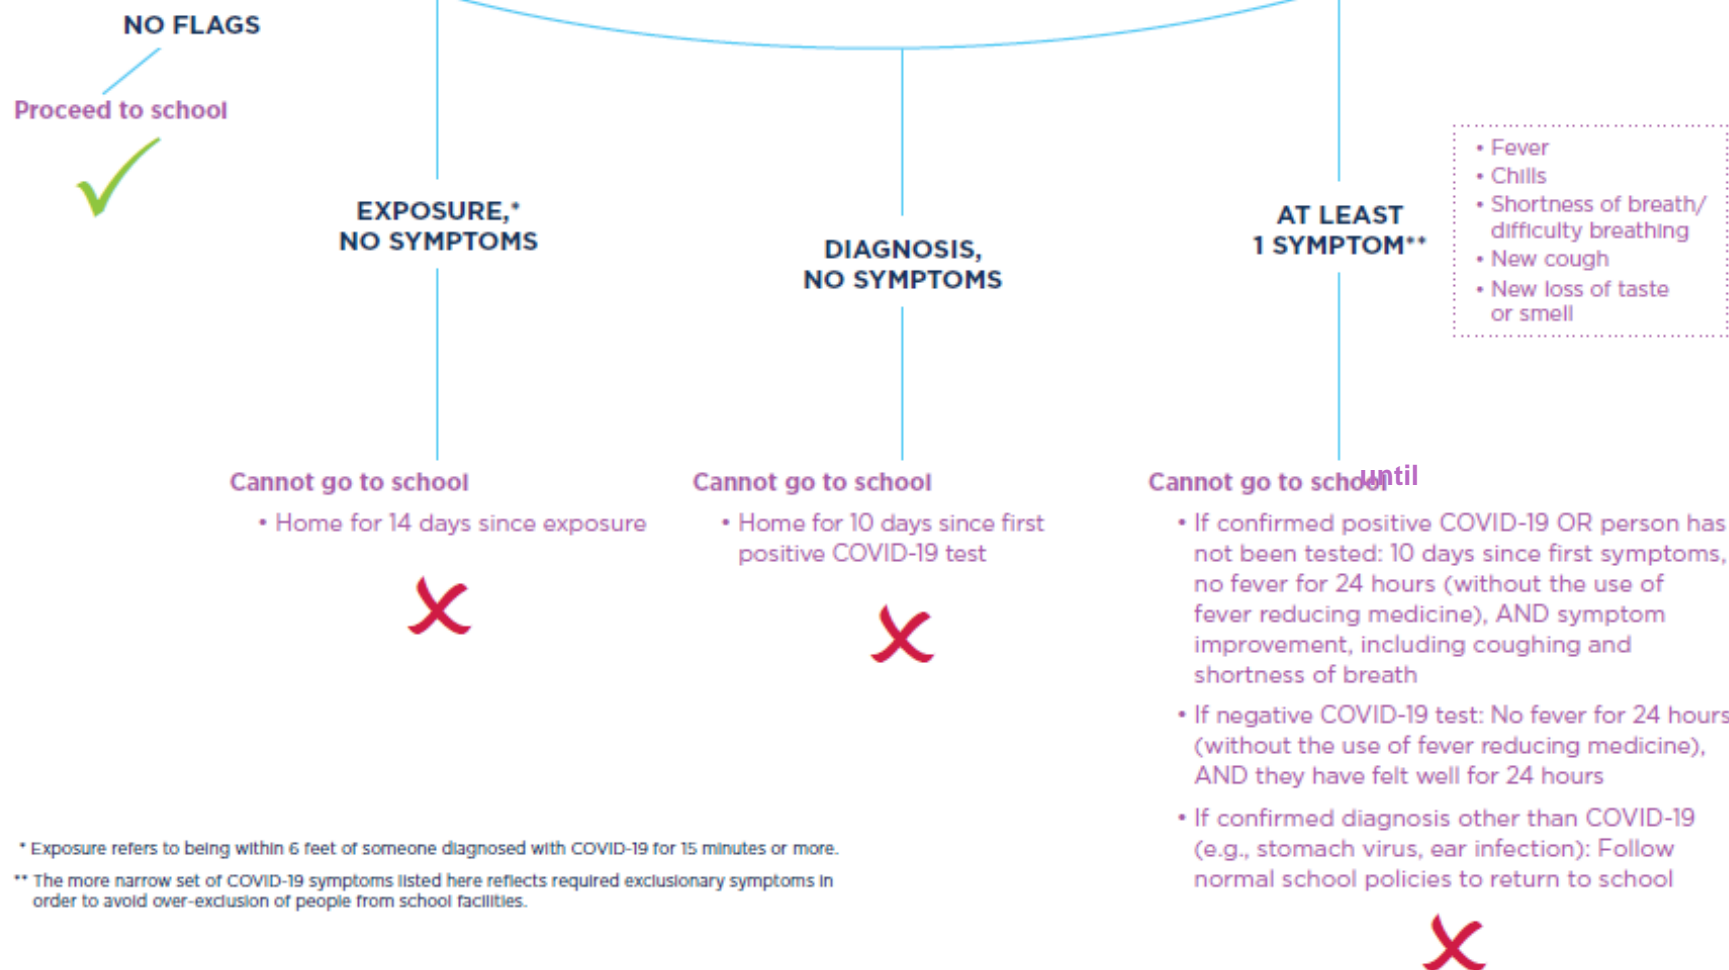 NO FLAGS
Proceed to school
EXPOSURE,*
NO SYMPTOMS
Cannot go to school
• Home for 14 days since exposure
DIAGNOSIS,
NO SYMPTOMS
Cannot go to school
• Home for 10 days since first
positive COVID-19 test
AT LEAST
1 SYMPTOM**
• Fever
• Chills
• Shortness of breath/
difficulty breathing
• New cough
• New loss of taste
or smell
Cannot go to school until
• If confirmed positive COVID-19 OR person has
not been tested: 10 days since first symptoms,
no fever for 24 hours (without the use of
fever reducing medicine), AND symptom
improvement, including coughing and
shortness of breath
• If negative COVID-19 test: No fever for 24 hours
(without the use of fever reducing medicine),
AND they have felt well for 24 hours
• If confirmed diagnosis other than COVID-19
(e.g., stomach virus, ear infection): Follow
normal school policies to return to school
* Exposure refers to being within 6 feet of someone diagnosed with COVID-19 for 15 minutes or more.
** The more narrow set of COVID-19 symptoms listed here reflects required exclusionary symptoms in
order to avoid over-exclusion of people from school facilities.